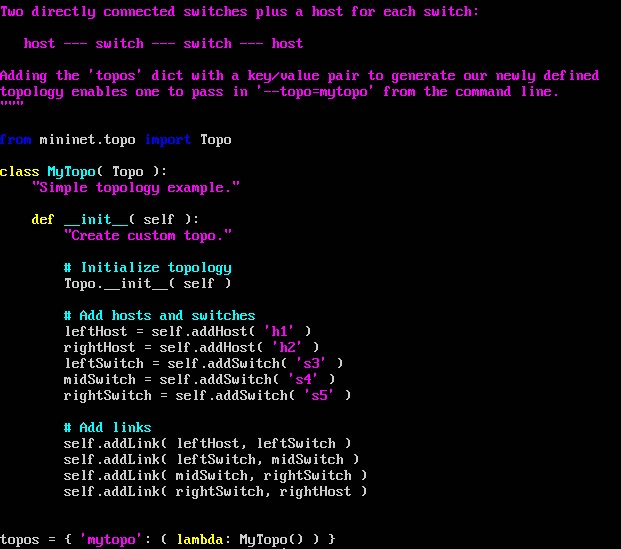 Two directly connected switches plus a host for each switch:
host --- switch --- switch --- host
Adding the 'topos' dict with a key/value pair to generate our newly defined
topology enables one to pass in '--topo=mytopo' from the command line.
"""
from mininet.topo import Topo
class MyTopo( Topo ):
"Simple topology example."
def __init__( self ):
"Create custom topo."
# Initialize topology
Topo.__init__( self )
# Add hosts and switches
leftHost = self.addHost( 'h1' )
rightHost = self.addHost( 'h2' )
leftSwitch = self.addSwitch( 's3' )
midSwitch = self.addSwitch( 's4' )
rightSwitch = self.addSwitch( 's5' )
# Add links
self.addLink( leftHost, leftSwitch )
self.addLink( leftSwitch, midSwitch )
self.addLink( midSwitch, rightSwitch )
self.addLink( rightSwitch, rightHost )
topos = { 'mytopo': ( lambda: MyTopo() ) }